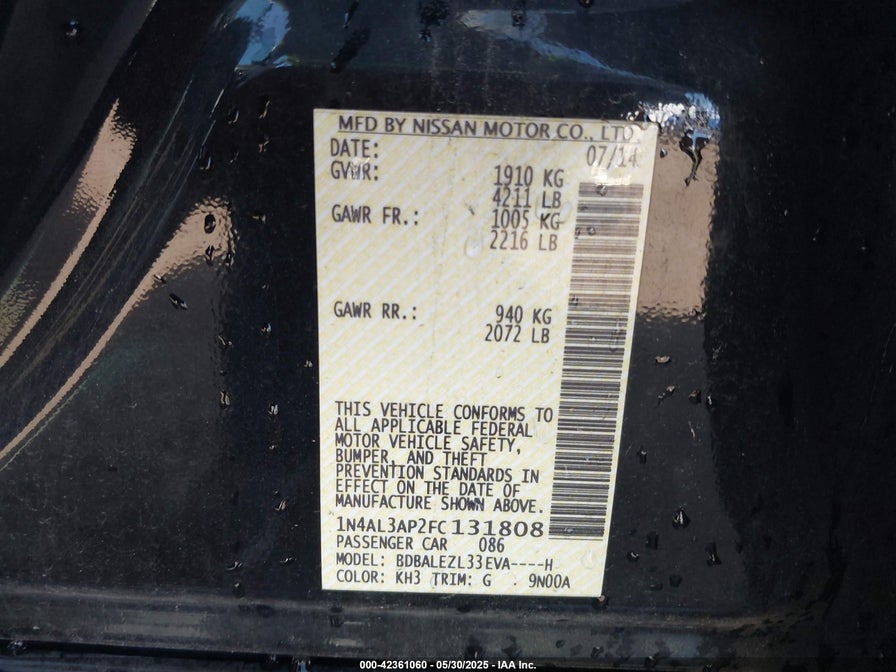 MFD BY NISSAN MOTOR CO., LTD
DATE: 07/14
GVWR: 1910 KG
4211 LB
GAWR FR.: 1005 KG
2216 LB
GAWR RR.: 940 KG
2072 LB
THIS VEHICLE CONFORMS TO
ALL APPLICABLE FEDERAL
MOTOR VEHICLE SAFETY,
BUMPER, AND THEFT
PREVENTION STANDARDS IN
EFFECT ON THE DATE OF
MANUFACTURE SHOWN ABOVE.
1N4AL3AP2FC131808
PASSENGER CAR 086
MODEL: BDBALEZL33EVA----H
COLOR: KH3 TRIM: G 9N00A
000-42361060 - 05/30/2025 - IAA Inc.